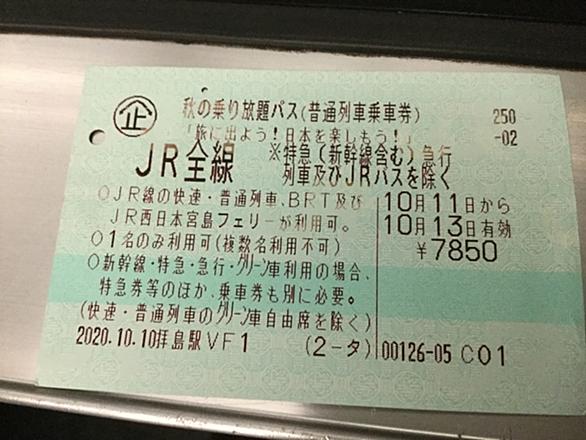 企 秋の乗り放題パス(普通列車乗車券) 250
「旅に出よう!日本を楽しもう!」 -02
JR全線 ※特急(新幹線含む)急行
列車及びJRバスを除く
○JR線の快速・普通列車、BRT及び 10月11日から
JR西日本宮島フェリーが利用可。 10月13日有効
○1名のみ利用可(複数名利用不可) ¥7850
○新幹線・特急・急行・グリーン車利用の場合、
特急券等のほか、乗車券も別に必要。
(快速・普通列車のグリーン車自由席を除く)
2020.10.10拝島駅VF1 (2-タ) 00126-05 C01